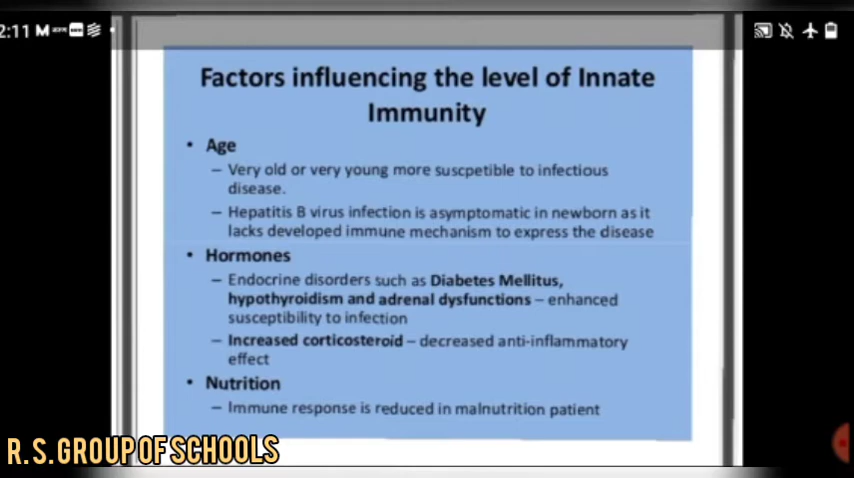 2:11
Factors influencing the level of Innate
Immunity
• Age
– Very old or very young more suscpetible to infectious
disease.
– Hepatitis B virus infection is asymptomatic in newborn as it
lacks developed immune mechanism to express the disease
• Hormones
– Endocrine disorders such as Diabetes Mellitus,
hypothyroidism and adrenal dysfunctions – enhanced
susceptibility to infection
– Increased corticosteroid – decreased anti-inflammatory
effect
• Nutrition
– Immune response is reduced in malnutrition patient
R.S. GROUP OF SCHOOLS